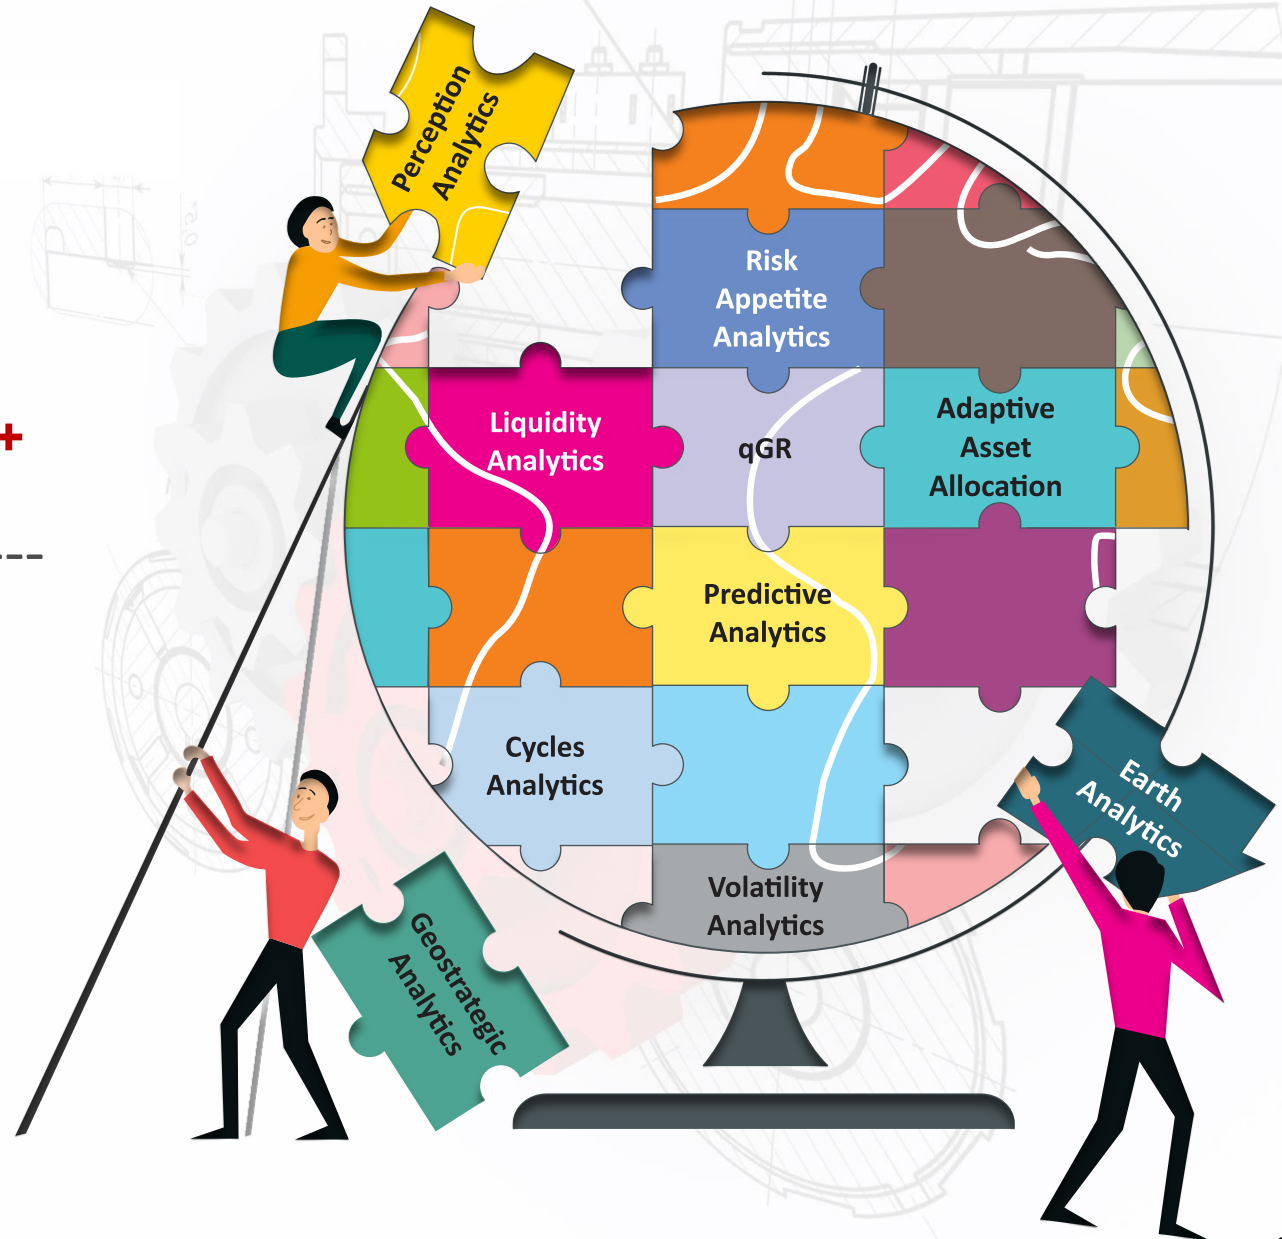 Perception
Analytics
Risk
Appetite
Analytics
Liquidity
Analytics
qGR
Adaptive
Asset
Allocation
+
---
Predictive
Analytics
Cycles
Analytics
Earth
Analytics
Volatility
Analytics
Geostrategic
Analytics